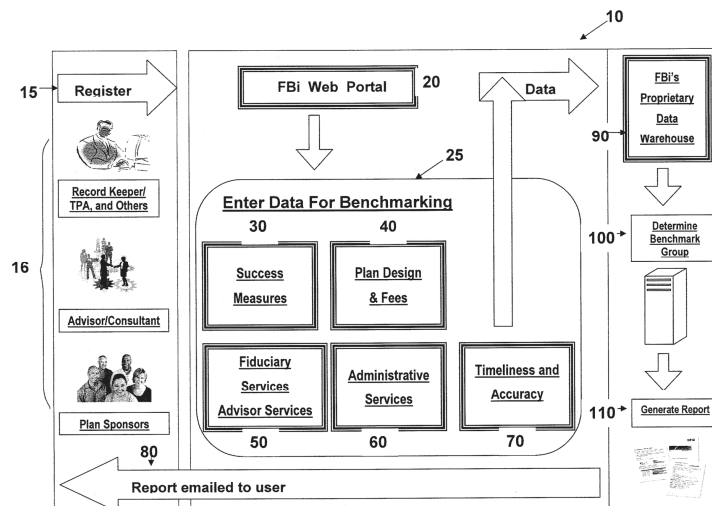 10
15
Register
FBi Web Portal
20
Data
FBi's
Proprietary
Data
Warehouse
90
25
Record Keeper/
TPA, and Others
Enter Data For Benchmarking
30
40
Success
Measures
Plan Design
& Fees
100
Determine
Benchmark
Group
16
Advisor/Consultant
Fiduciary
Services
Advisor Services
Administrative
Services
Timeliness and
Accuracy
Plan Sponsors
50
60
70
110
Generate Report
80
Report emailed to user